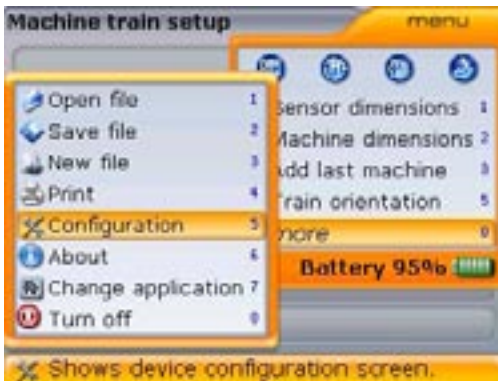 Machine train setup
menu
Open file 1
Save file 2
New file 3
Print 4
Configuration 5
About 6
Change application 7
Turn off 0
Sensor dimensions 1
Machine dimensions 2
Add last machine 3
Train orientation 5
more 0
Battery 95%
Shows device configuration screen.